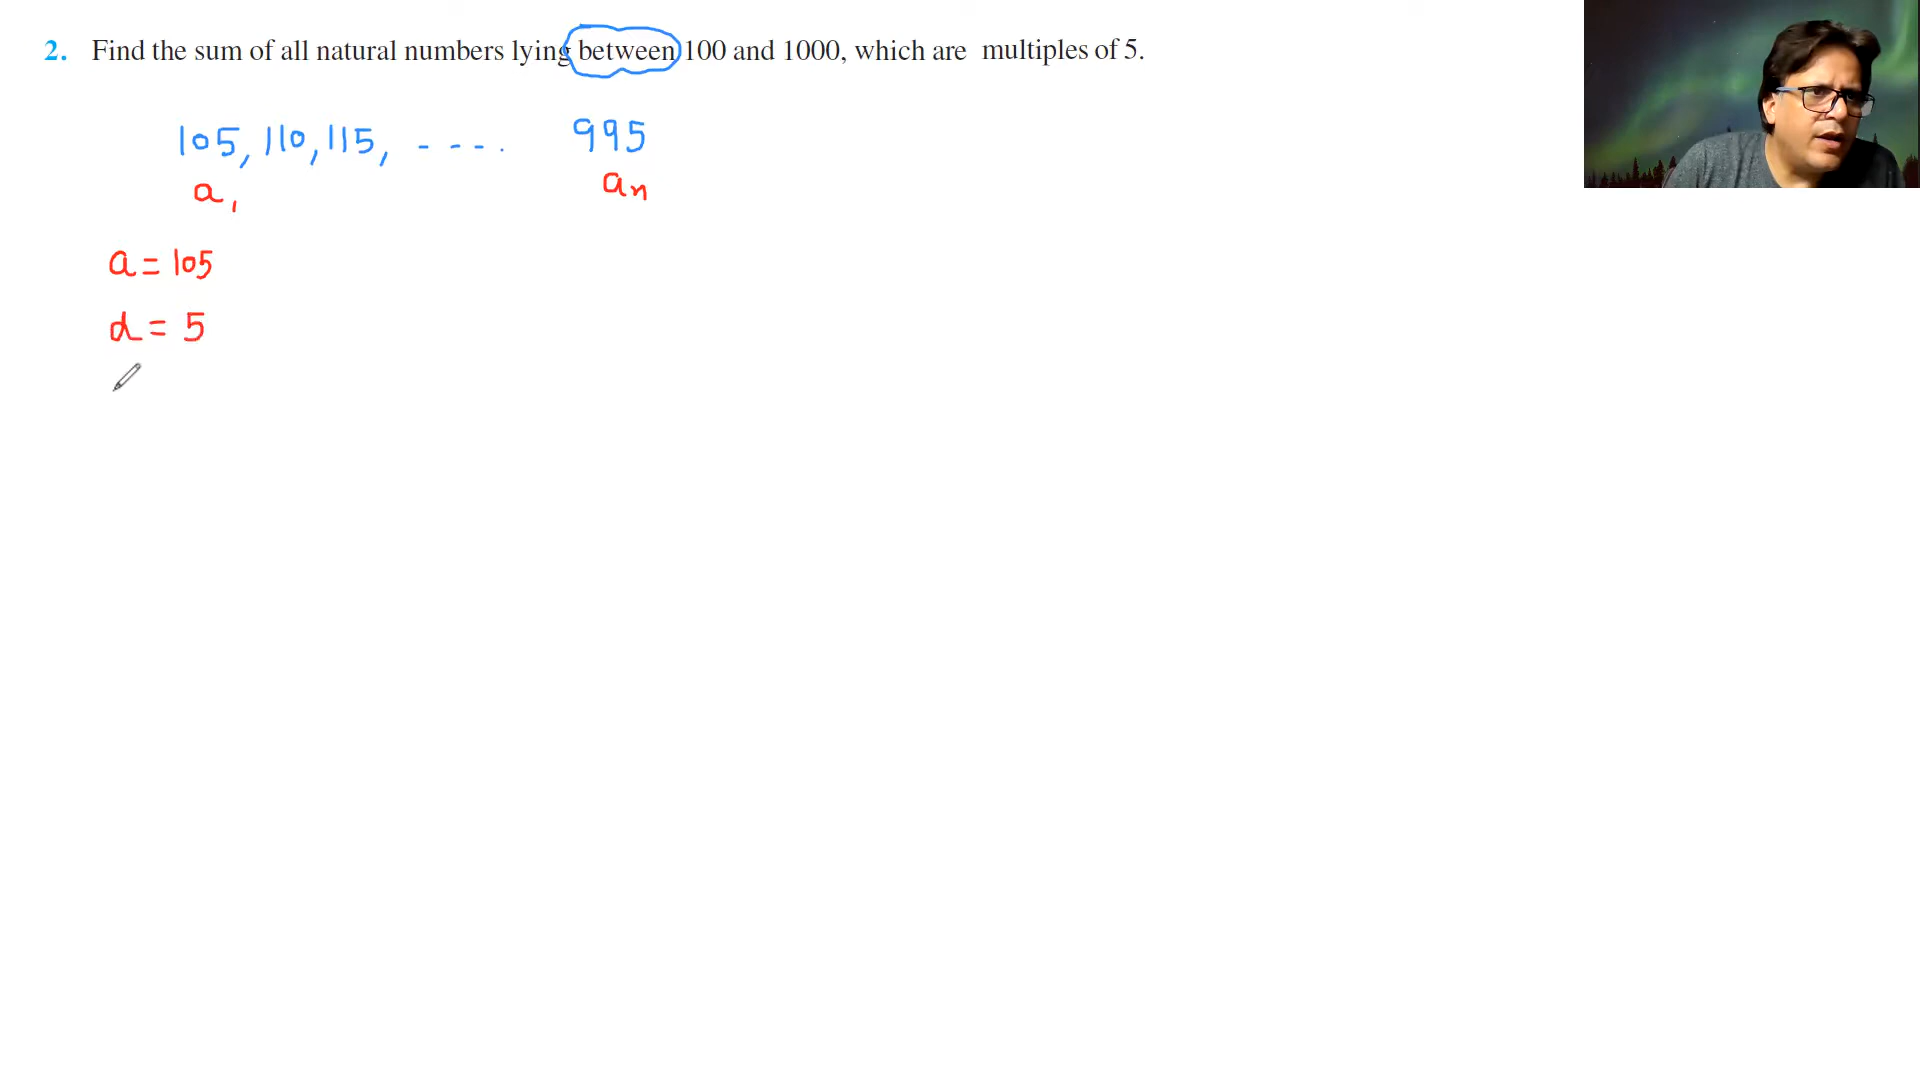 2. Find the sum of all natural numbers lying between 100 and 1000, which are multiples of 5.
105, 110, 115, - - - - . 995
a₁ aₙ
a = 105
d = 5